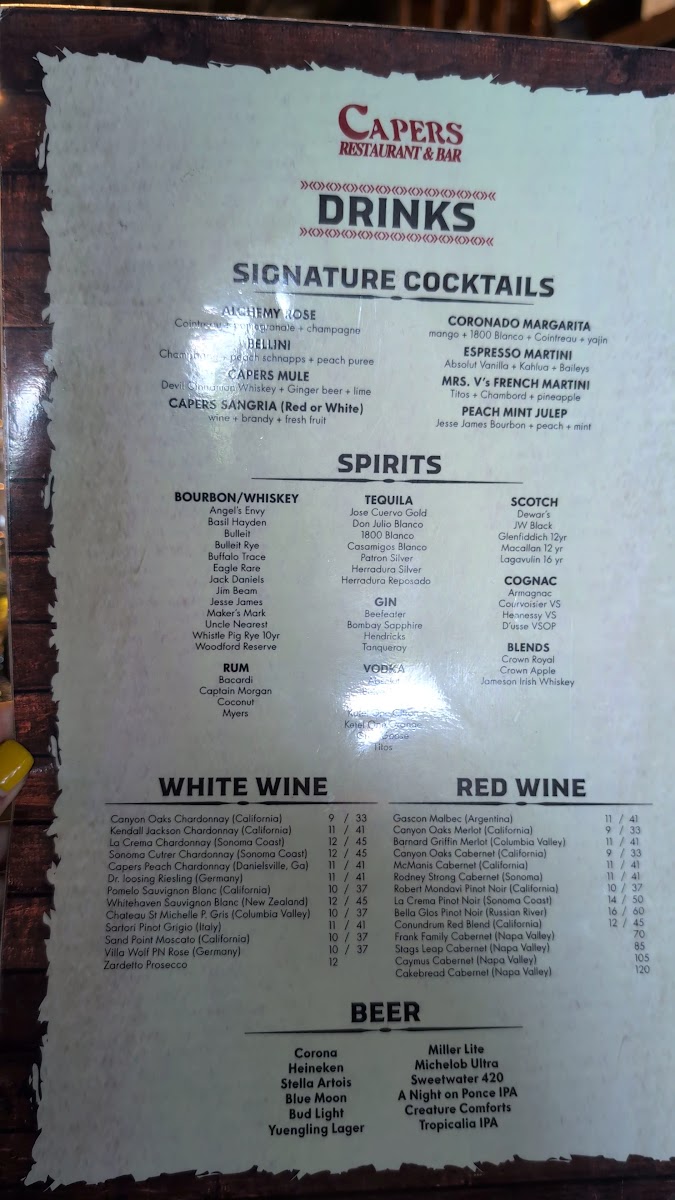 CAPERS
RESTAURANT & BAR
DRINKS
SIGNATURE COCKTAILS
ALCHEMY ROSE
Cointreau + pomegranate + champagne
BELLINI
Champagne + peach schnapps + peach puree
CAPERS MULE
Devil Cinnamon Whiskey + Ginger beer + lime
CAPERS SANGRIA (Red or White)
wine + brandy + fresh fruit
CORONADO MARGARITA
mango + 1800 Blanco + Cointreau + yajin
ESPRESSO MARTINI
Absolut Vanilla + Kahlua + Baileys
MRS. V's FRENCH MARTINI
Titos + Chambord + pineapple
PEACH MINT JULEP
Jesse James Bourbon + peach + mint
SPIRITS
BOURBON/WHISKEY
Angel's Envy
Basil Hayden
Bulleit
Bulleit Rye
Buffalo Trace
Eagle Rare
Jack Daniels
Jim Beam
Jesse James
Maker's Mark
Uncle Nearest
Whistle Pig Rye 10yr
Woodford Reserve
RUM
Bacardi
Captain Morgan
Coconut
Myers
TEQUILA
Jose Cuervo Gold
Don Julio Blanco
1800 Blanco
Casamigos Blanco
Patron Silver
Herradura Silver
Herradura Reposado
GIN
Beefeater
Bombay Sapphire
Hendricks
Tanqueray
VODKA
Absolut
Ketel One Citron
Ketel One Orange
Grey Goose
Titos
SCOTCH
Dewar's
JW Black
Glenfiddich 12yr
Macallan 12 yr
Lagavulin 16 yr
COGNAC
Armagnac
Courvoisier VS
Hennessy VS
D'usse VSOP
BLENDS
Crown Royal
Crown Apple
Jameson Irish Whiskey
WHITE WINE
Canyon Oaks Chardonnay (California) 9 / 33
Kendall Jackson Chardonnay (California) 11 / 41
La Crema Chardonnay (Sonoma Coast) 12 / 45
Sonoma Cutrer Chardonnay (Sonoma Coast) 12 / 45
Capers Peach Chardonnay (Danielsville, Ga) 11 / 41
Dr. loosing Riesling (Germany) 11 / 41
Pomelo Sauvignon Blanc (California) 10 / 37
Whitehaven Sauvignon Blanc (New Zealand) 12 / 45
Chateau St Michelle P. Gris (Columbia Valley) 10 / 37
Sartori Pinot Grigio (Italy) 11 / 41
Sand Point Moscato (California) 10 / 37
Villa Wolf PN Rose (Germany) 10 / 37
Zardetto Prosecco 12
RED WINE
Gascon Malbec (Argentina) 11 / 41
Canyon Oaks Merlot (California) 9 / 33
Barnard Griffin Merlot (Columbia Valley) 11 / 41
Canyon Oaks Cabernet (California) 9 / 33
McManis Cabernet (California) 11 / 41
Rodney Strong Cabernet (Sonoma) 11 / 41
Robert Mondavi Pinot Noir (California) 10 / 37
La Crema Pinot Noir (Sonoma Coast) 14 / 50
Bella Glos Pinot Noir (Russian River) 16 / 60
Conundrum Red Blend (California) 12 / 45
Frank Family Cabernet (Napa Valley) 70
Stags Leap Cabernet (Napa Valley) 85
Caymus Cabernet (Napa Valley) 105
Cakebread Cabernet (Napa Valley) 120
BEER
Corona
Heineken
Stella Artois
Blue Moon
Bud Light
Yuengling Lager
Miller Lite
Michelob Ultra
Sweetwater 420
A Night on Ponce IPA
Creature Comforts
Tropicalia IPA